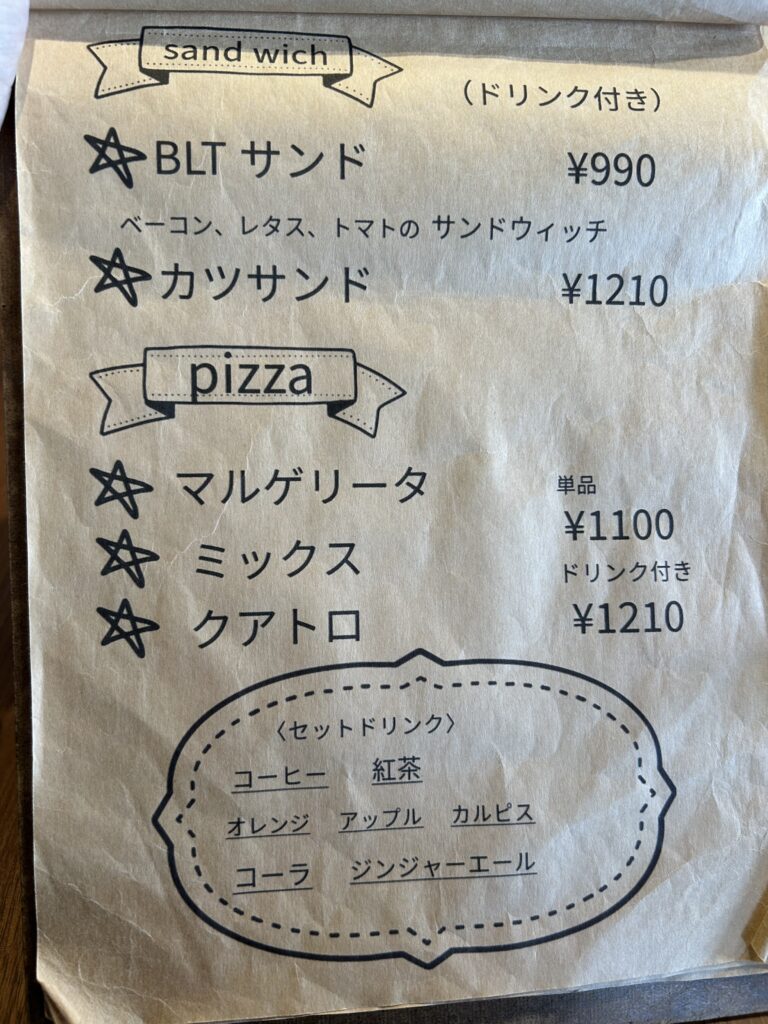 sand wich
（ドリンク付き）
BLT サンド ¥990
ベーコン、レタス、トマトの サンドウィッチ
カツサンド ¥1210
pizza
マルゲリータ 単品
¥1100
ミックス ドリンク付き
クアトロ ¥1210
〈セットドリンク〉
コーヒー 紅茶
オレンジ アップル カルピス
コーラ ジンジャーエール